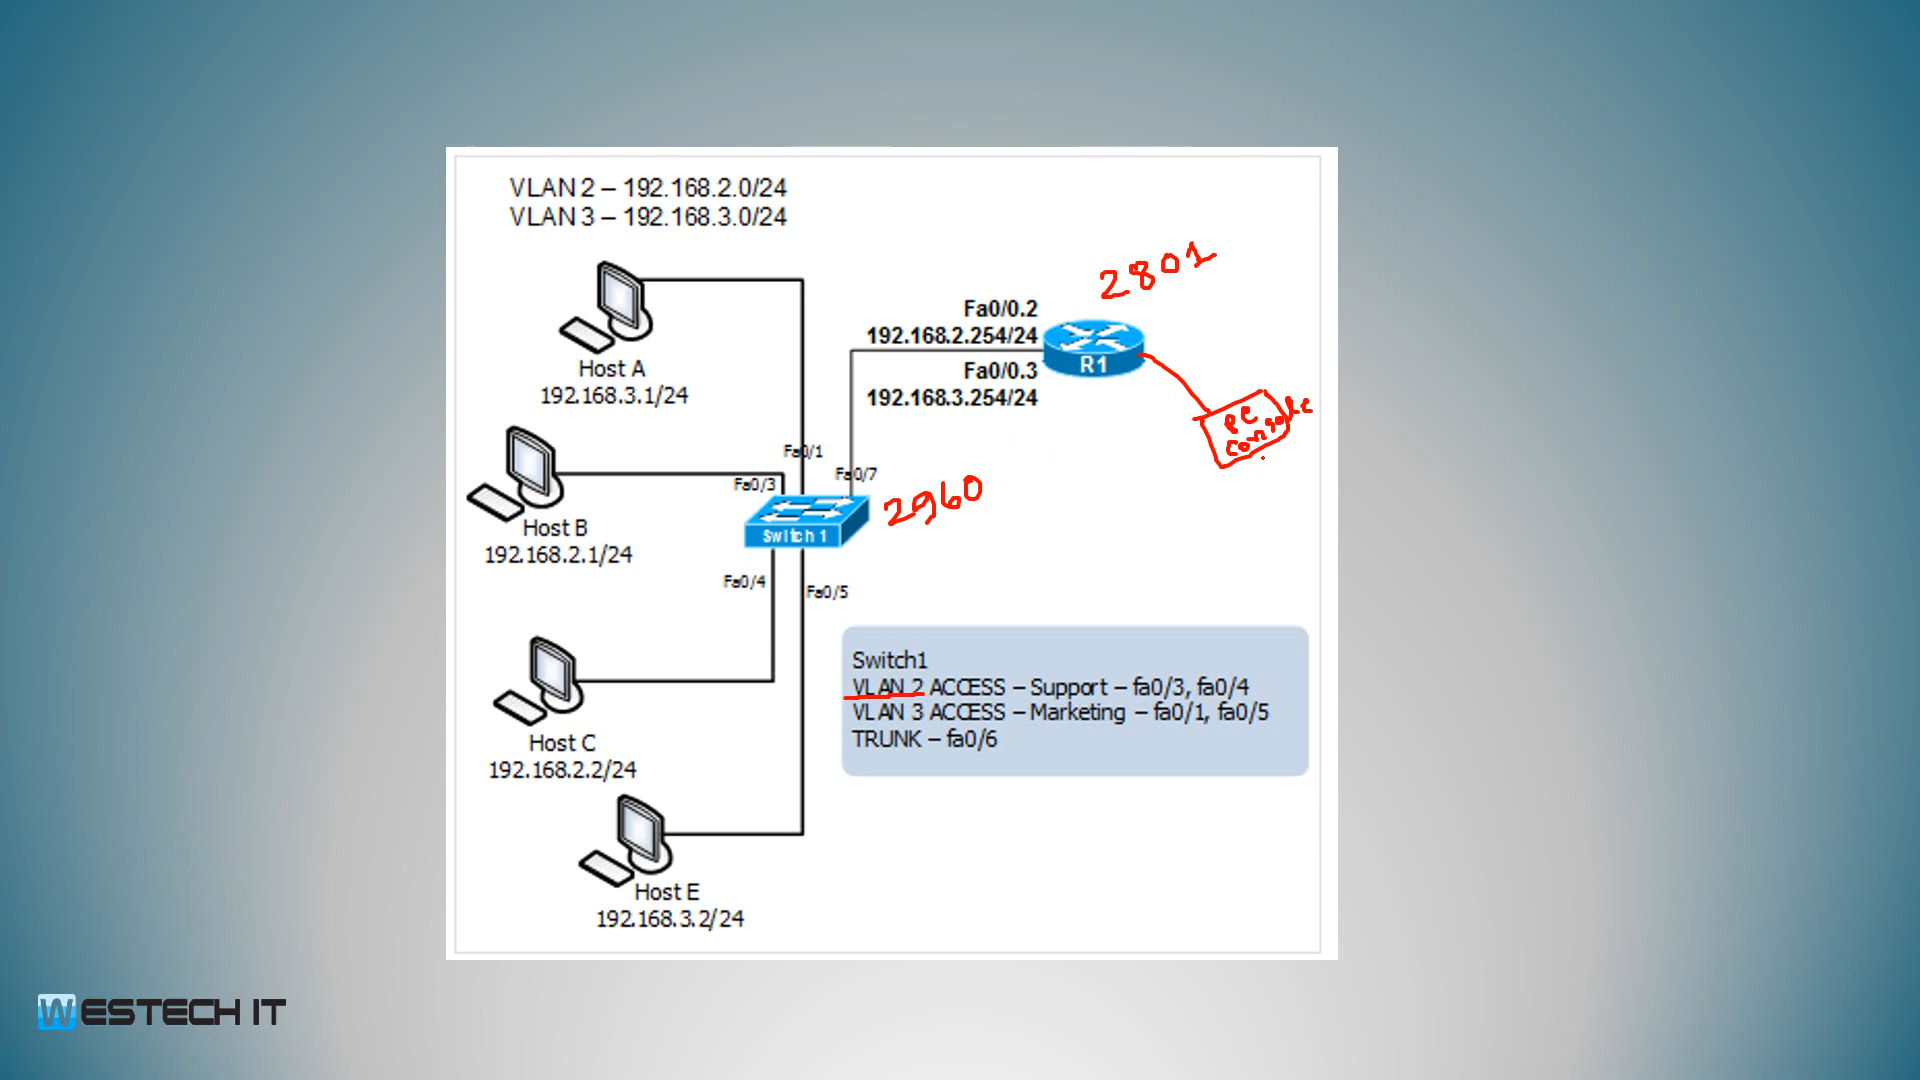 VLAN 2 – 192.168.2.0/24
VLAN 3 – 192.168.3.0/24
2801
Fa0/0.2
192.168.2.254/24
R1
Fa0/0.3
192.168.3.254/24
Host A
192.168.3.1/24
PC
Console
Fa0/1
Fa0/7
Fa0/3
2960
Switch 1
Host B
192.168.2.1/24
Fa0/4
Fa0/5
Switch1
VLAN 2 ACCESS – Support – fa0/3, fa0/4
VLAN 3 ACCESS – Marketing – fa0/1, fa0/5
TRUNK – fa0/6
Host C
192.168.2.2/24
Host E
192.168.3.2/24
WESTECH IT